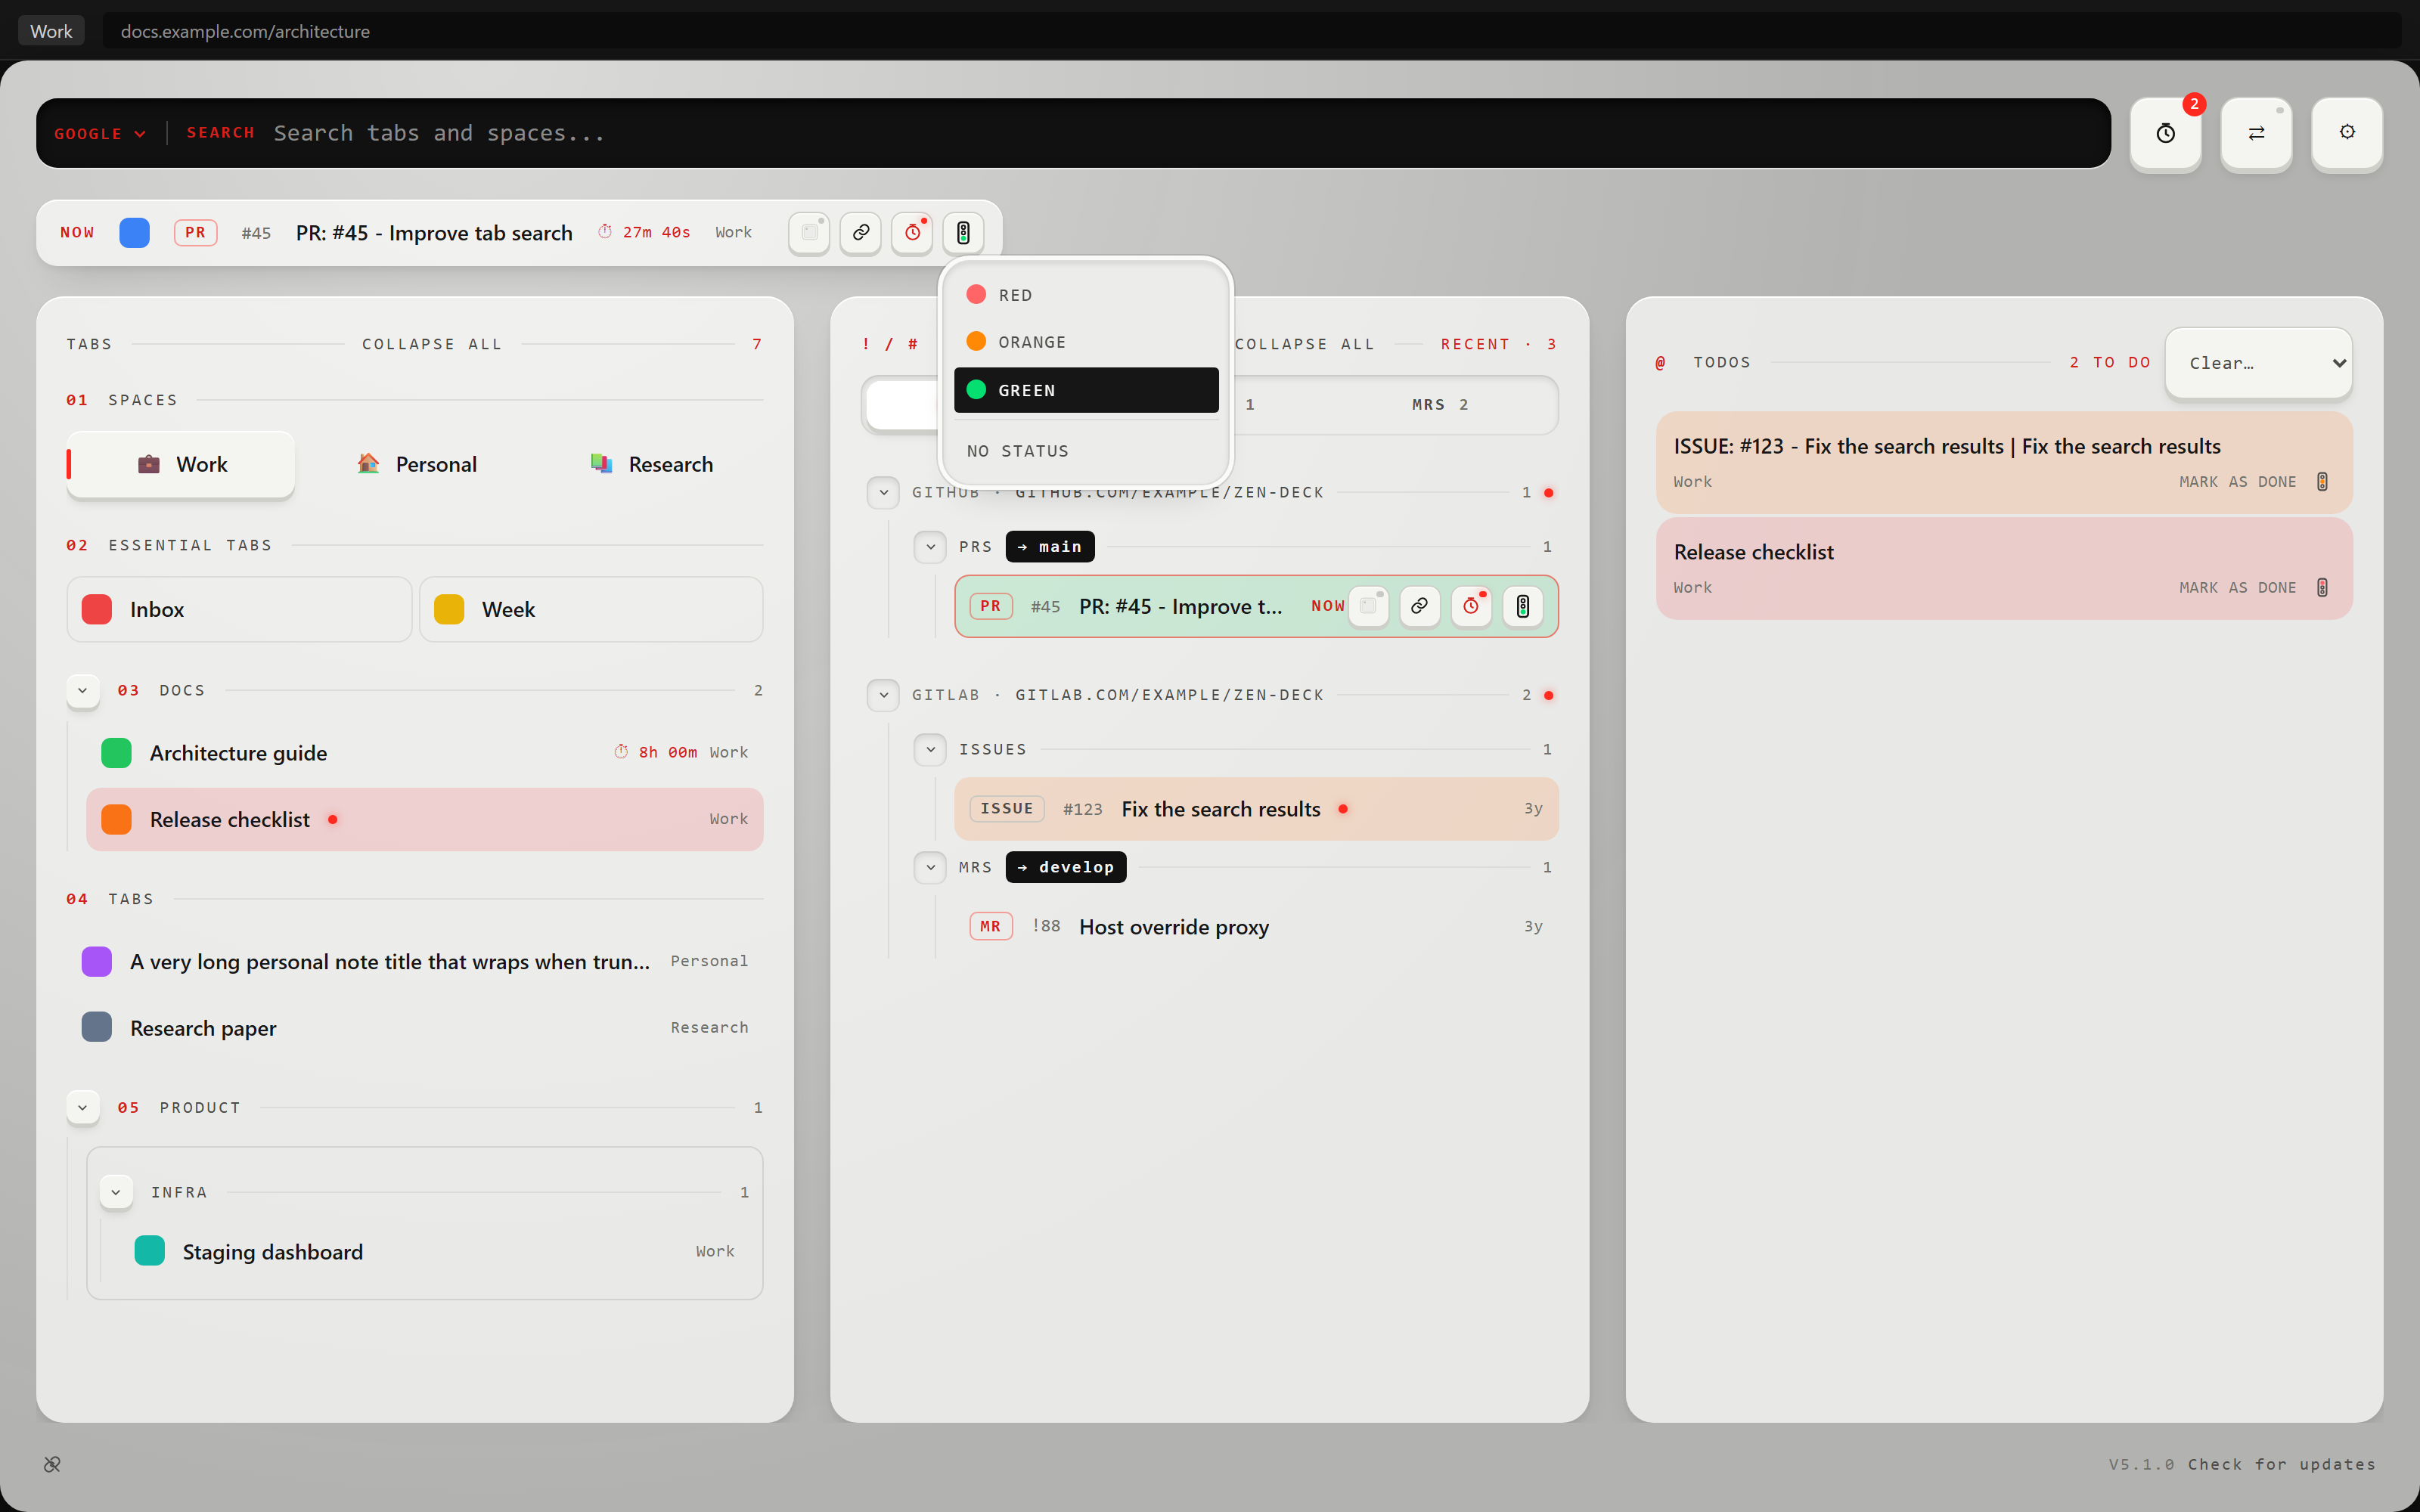 Work docs.example.com/architecture
GOOGLE SEARCH Search tabs and spaces... 2
NOW PR #45 PR: #45 - Improve tab search 27m 40s Work
RED
ORANGE
GREEN
NO STATUS
TABS COLLAPSE ALL 7
01 SPACES
Work Personal Research
02 ESSENTIAL TABS
Inbox Week
03 DOCS 2
Architecture guide 8h 00m Work
Release checklist Work
04 TABS
A very long personal note title that wraps when trun... Personal
Research paper Research
05 PRODUCT 1
INFRA 1
Staging dashboard Work
! / # COLLAPSE ALL RECENT · 3
1 MRS 2
GITHUB · GITHUB.COM/EXAMPLE/ZEN-DECK 1
PRS → main 1
PR #45 PR: #45 - Improve t... NOW
GITLAB · GITLAB.COM/EXAMPLE/ZEN-DECK 2
ISSUES 1
ISSUE #123 Fix the search results 3y
MRS → develop 1
MR !88 Host override proxy 3y
@ TODOS 2 TO DO Clear…
ISSUE: #123 - Fix the search results | Fix the search results
Work MARK AS DONE
Release checklist
Work MARK AS DONE
V5.1.0 Check for updates